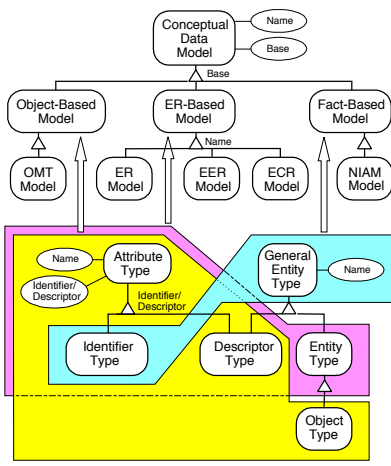 Conceptual
Data
Model
Name
Base
Base
Object-Based
Model
ER-Based
Model
Fact-Based
Model
Name
OMT
Model
ER
Model
EER
Model
ECR
Model
NIAM
Model
Name
Attribute
Type
Identifier/
Descriptor
Identifier/
Descriptor
General
Entity
Type
Name
Identifier
Type
Descriptor
Type
Entity
Type
Object
Type